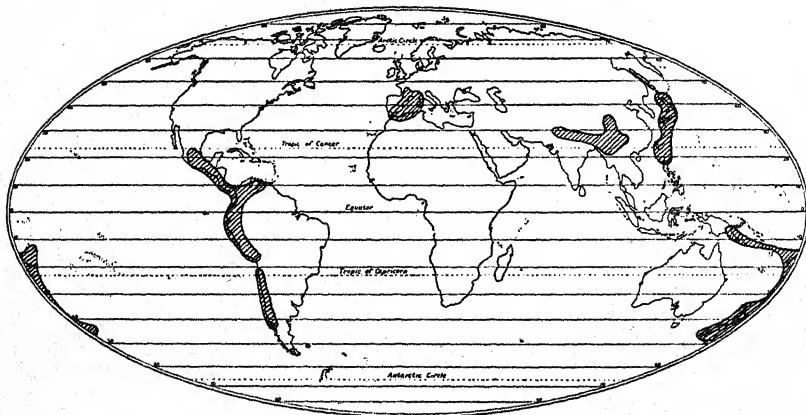 Arctic Circle
Tropic of Cancer
Equator
Tropic of Capricorn
Antarctic Circle